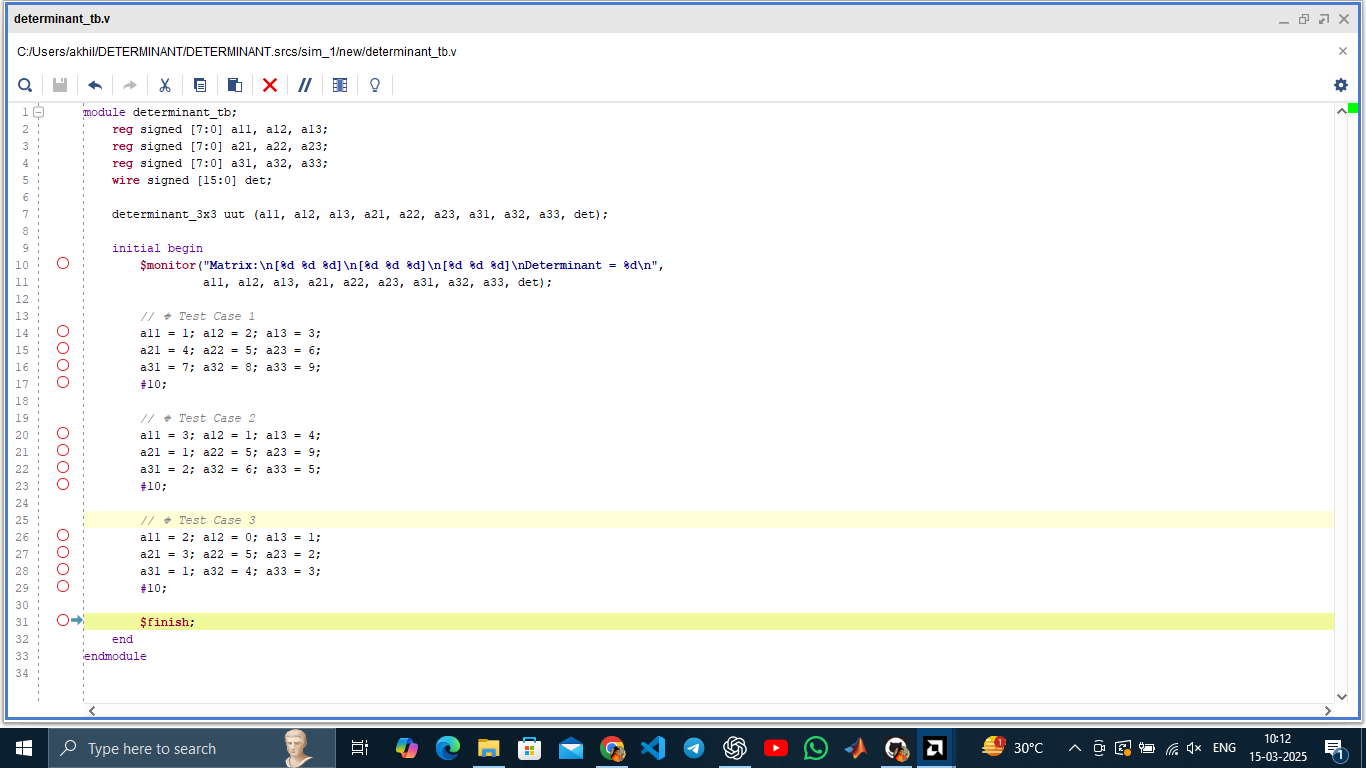 determinant_tb.v
C:/Users/akhil/DETERMINANT/DETERMINANT.srcs/sim_1/new/determinant_tb.v
1 module determinant_tb;
2 reg signed [7:0] a11, a12, a13;
3 reg signed [7:0] a21, a22, a23;
4 reg signed [7:0] a31, a32, a33;
5 wire signed [15:0] det;
6
7 determinant_3x3 uut (a11, a12, a13, a21, a22, a23, a31, a32, a33, det);
8
9 initial begin
10 $monitor("Matrix:\n[%d %d %d]\n[%d %d %d]\n[%d %d %d]\nDeterminant = %d\n",
11 a11, a12, a13, a21, a22, a23, a31, a32, a33, det);
12
13 // Test Case 1
14 a11 = 1; a12 = 2; a13 = 3;
15 a21 = 4; a22 = 5; a23 = 6;
16 a31 = 7; a32 = 8; a33 = 9;
17 #10;
18
19 // Test Case 2
20 a11 = 3; a12 = 1; a13 = 4;
21 a21 = 1; a22 = 5; a23 = 9;
22 a31 = 2; a32 = 6; a33 = 5;
23 #10;
24
25 // Test Case 3
26 a11 = 2; a12 = 0; a13 = 1;
27 a21 = 3; a22 = 5; a23 = 2;
28 a31 = 1; a32 = 4; a33 = 3;
29 #10;
30
31 $finish;
32 end
33 endmodule
34
Type here to search
1
30°C
ENG
10:12
15-03-2025
1